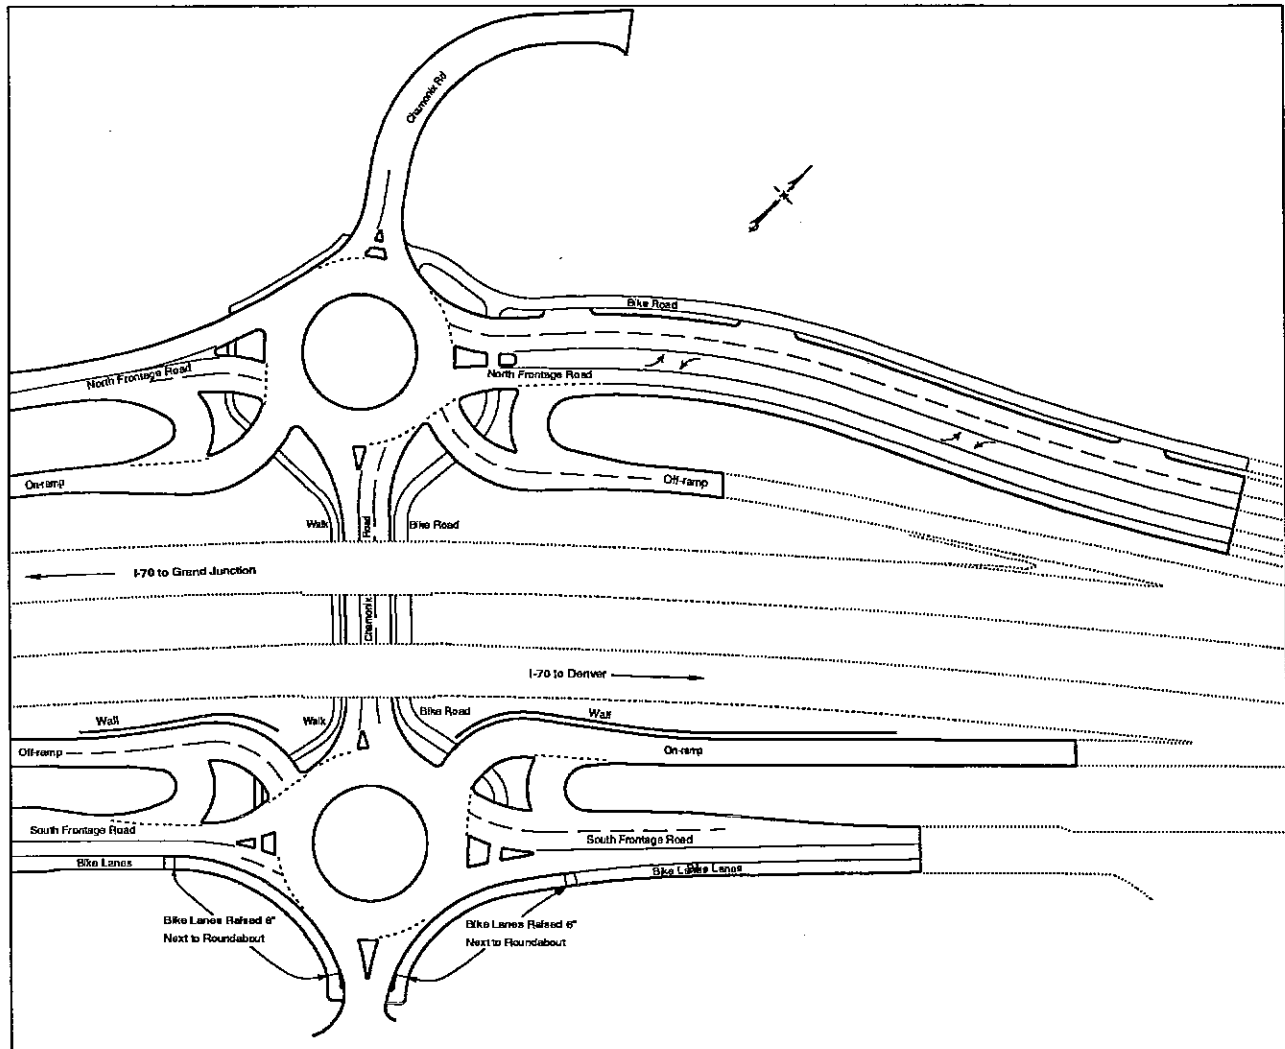 Chamonix Rd
Bike Road
North Frontage Road
North Frontage Road
On-ramp
Off-ramp
Walk
Chamonix Road
Bike Road
I-70 to Grand Junction
I-70 to Denver
Wall
Walk
Bike Road
Wall
Off-ramp
On-ramp
South Frontage Road
South Frontage Road
Bike Lanes
Bike Lanes
Bike Lanes
Bike Lanes Raised 6"
Next to Roundabout
Bike Lanes Raised 6"
Next to Roundabout